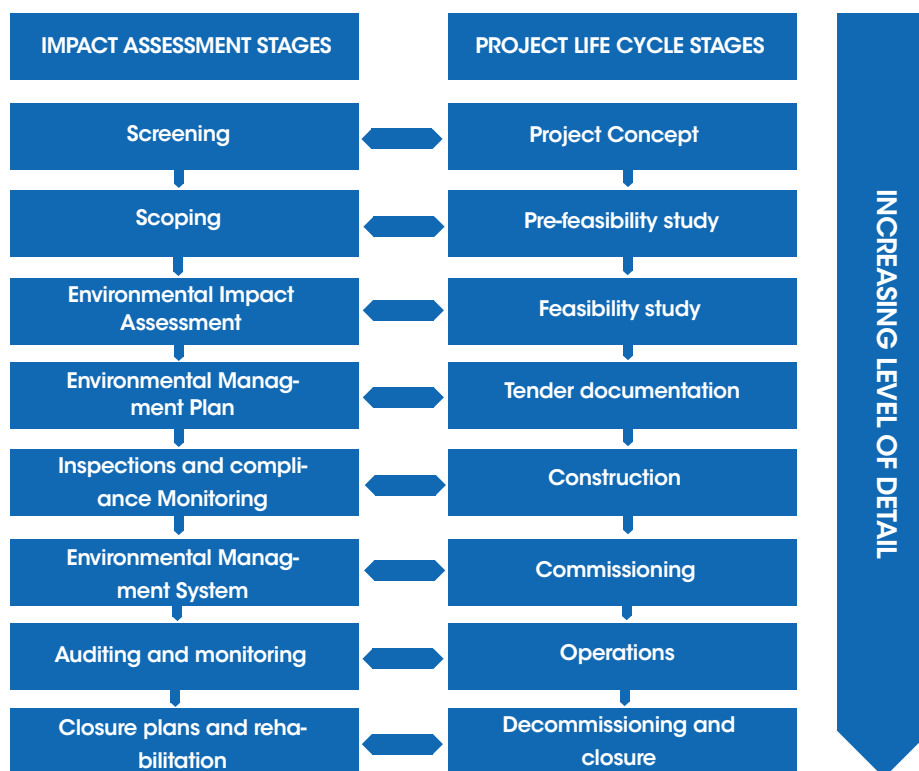 IMPACT ASSESSMENT STAGES
PROJECT LIFE CYCLE STAGES
Screening
Project Concept
Scoping
Pre-feasibility study
Environmental Impact
Assessment
Feasibility study
Environmental Manag-
ment Plan
Tender documentation
Inspections and compli-
ance Monitoring
Construction
Environmental Manag-
ment System
Commissioning
Auditing and monitoring
Operations
Closure plans and reha-
bilitation
Decommissioning and
closure
INCREASING LEVEL OF DETAIL